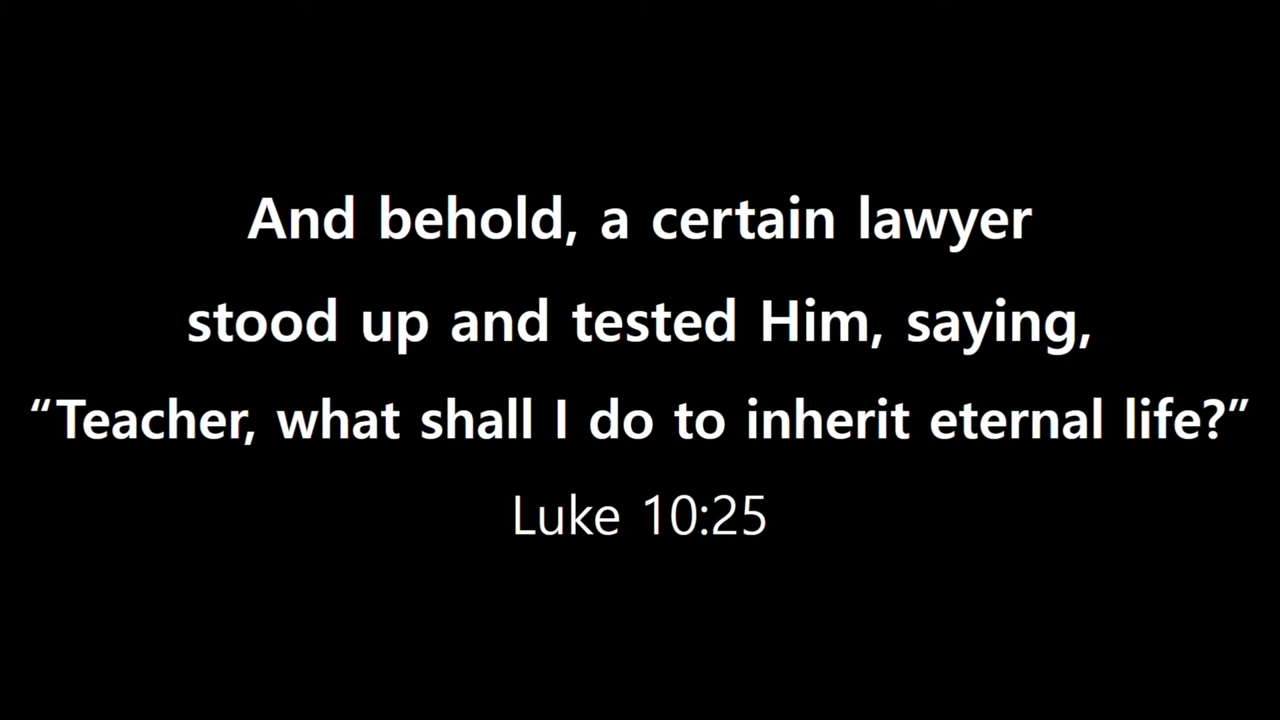 And behold, a certain lawyer
stood up and tested Him, saying,
“Teacher, what shall I do to inherit eternal life?”
Luke 10:25